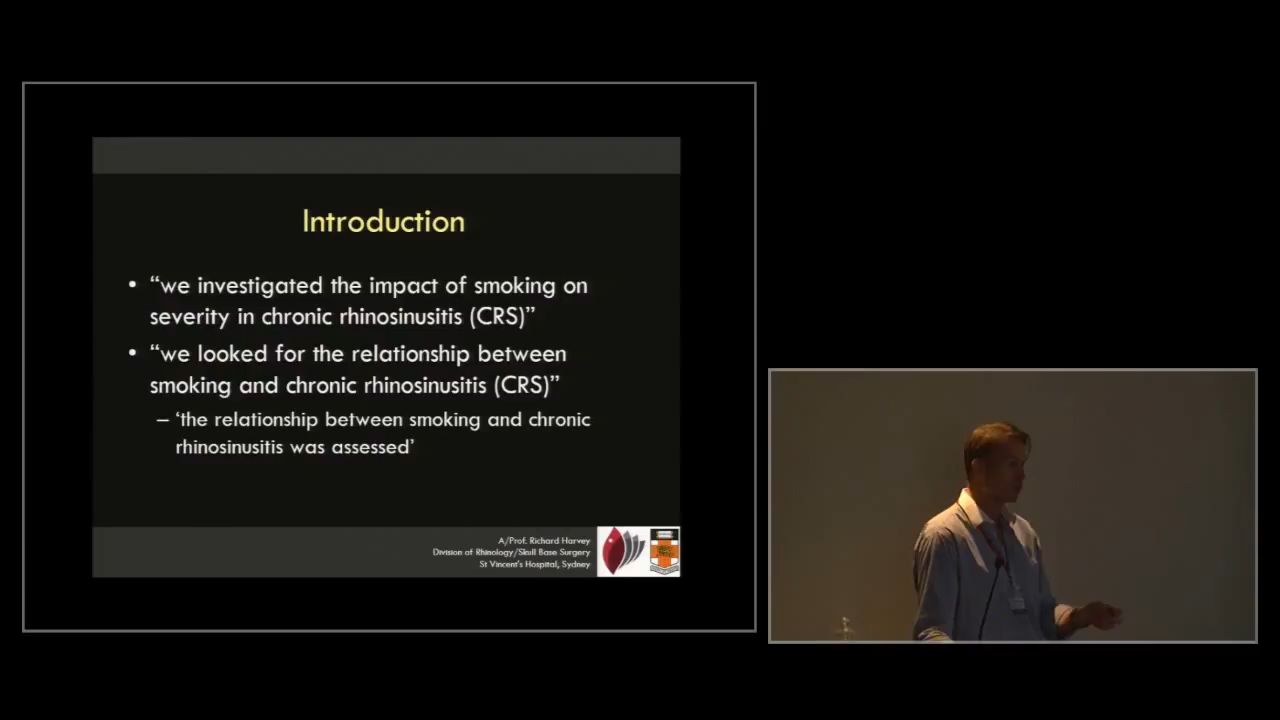 Introduction
• “we investigated the impact of smoking on
severity in chronic rhinosinusitis (CRS)”
• “we looked for the relationship between
smoking and chronic rhinosinusitis (CRS)”
– ‘the relationship between smoking and chronic
rhinosinusitis was assessed’
A/Prof. Richard Harvey
Division of Rhinology/Skull Base Surgery
St Vincent's Hospital, Sydney